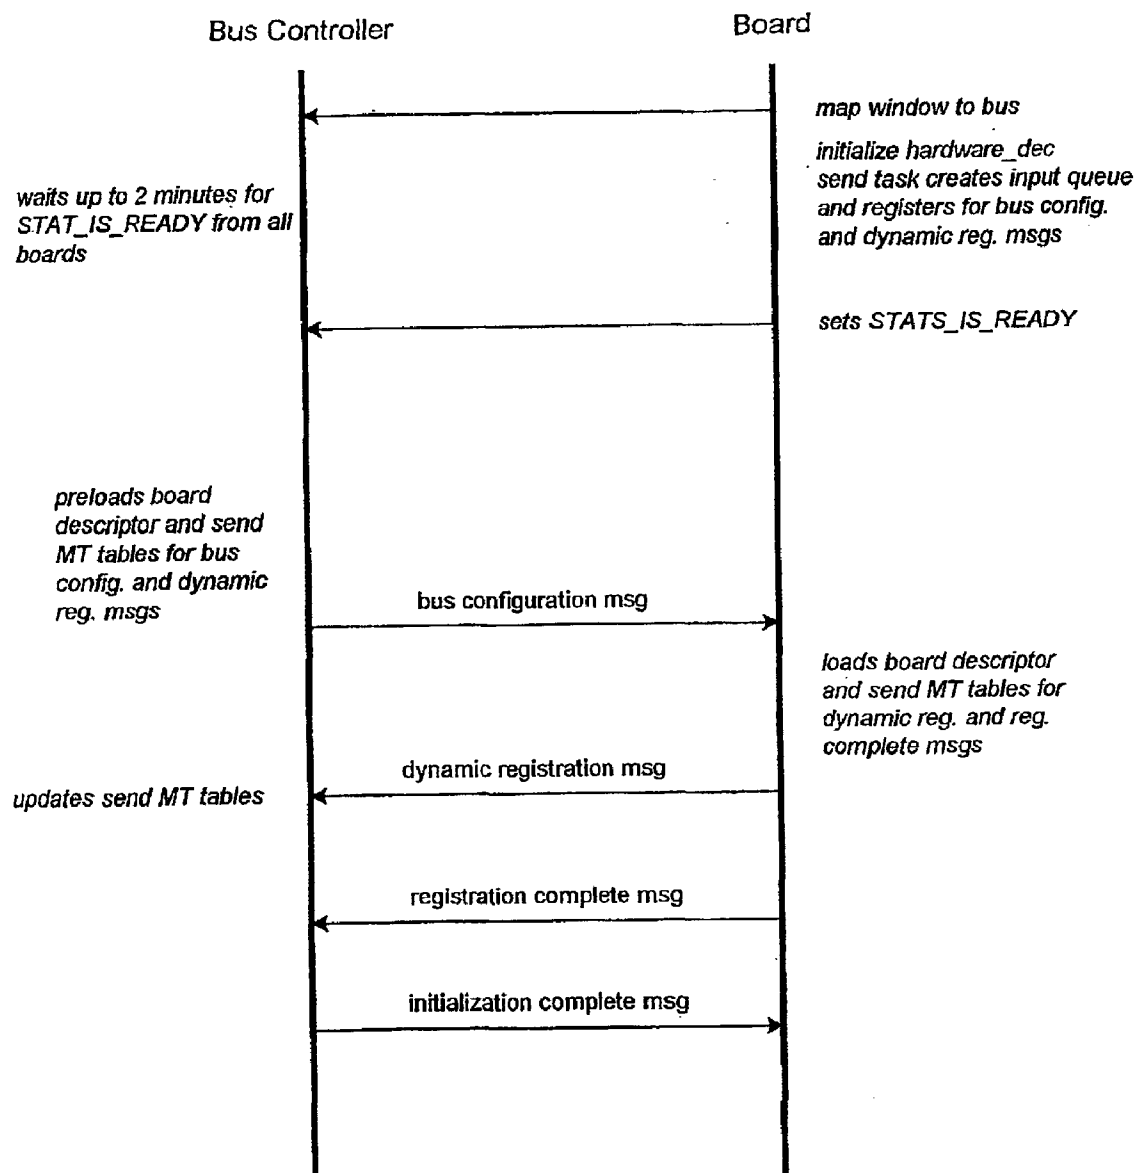 Bus Controller
Board
map window to bus
initialize hardware_dec
send task creates input queue
and registers for bus config.
and dynamic reg. msgs
waits up to 2 minutes for
STAT_IS_READY from all
boards
sets STATS_IS_READY
preloads board
descriptor and send
MT tables for bus
config. and dynamic
reg. msgs
bus configuration msg
loads board descriptor
and send MT tables for
dynamic reg. and reg.
complete msgs
dynamic registration msg
updates send MT tables
registration complete msg
initialization complete msg